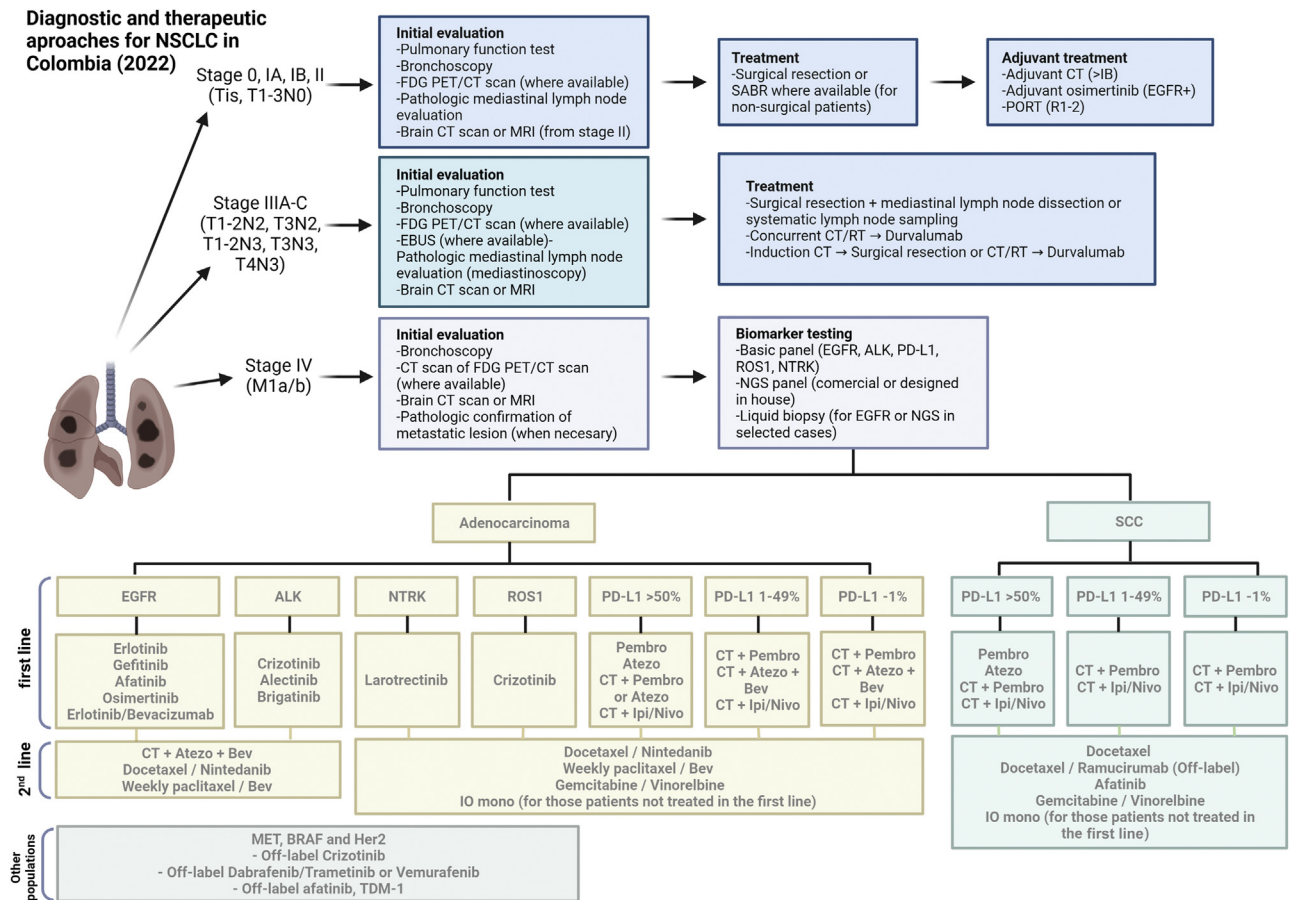 Diagnostic and therapeutic
aproaches for NSCLC in
Colombia (2022)
Stage 0, IA, IB, II
(Tis, T1-3N0)
Initial evaluation
-Pulmonary function test
-Bronchoscopy
-FDG PET/CT scan (where available)
-Pathologic mediastinal lymph node
evaluation
-Brain CT scan or MRI (from stage II)
Treatment
-Surgical resection or
SABR where available (for
non-surgical patients)
Adjuvant treatment
-Adjuvant CT (>IB)
-Adjuvant osimertinib (EGFR+)
-PORT (R1-2)
Stage IIIA-C
(T1-2N2, T3N2,
T1-2N3, T3N3,
T4N3)
Initial evaluation
-Pulmonary function test
-Bronchoscopy
-FDG PET/CT scan (where available)
-EBUS (where available)-
Pathologic mediastinal lymph node
evaluation (mediastinoscopy)
-Brain CT scan or MRI
Treatment
-Surgical resection + mediastinal lymph node dissection or
systematic lymph node sampling
-Concurrent CT/RT → Durvalumab
-Induction CT → Surgical resection or CT/RT → Durvalumab
Stage IV
(M1a/b)
Initial evaluation
-Bronchoscopy
-CT scan of FDG PET/CT scan
(where available)
-Brain CT scan or MRI
-Pathologic confirmation of
metastatic lesion (when necesary)
Biomarker testing
-Basic panel (EGFR, ALK, PD-L1,
ROS1, NTRK)
-NGS panel (comercial or designed
in house)
-Liquid biopsy (for EGFR or NGS in
selected cases)
Adenocarcinoma
SCC
first line
EGFR
ALK
NTRK
ROS1
PD-L1 >50%
PD-L1 1-49%
PD-L1 -1%
PD-L1 >50%
PD-L1 1-49%
PD-L1 -1%
Erlotinib
Gefitinib
Afatinib
Osimertinib
Erlotinib/Bevacizumab
Crizotinib
Alectinib
Brigatinib
Larotrectinib
Crizotinib
Pembro
Atezo
CT + Pembro
or Atezo
CT + Ipi/Nivo
CT + Pembro
CT + Atezo +
Bev
CT + Ipi/Nivo
CT + Pembro
CT + Atezo +
Bev
CT + Ipi/Nivo
Pembro
Atezo
CT + Pembro
CT + Ipi/Nivo
CT + Pembro
CT + Ipi/Nivo
CT + Pembro
CT + Ipi/Nivo
2nd line
CT + Atezo + Bev
Docetaxel / Nintedanib
Weekly paclitaxel / Bev
Docetaxel / Nintedanib
Weekly paclitaxel / Bev
Gemcitabine / Vinorelbine
IO mono (for those patients not treated in the first line)
Docetaxel
Docetaxel / Ramucirumab (Off-label)
Afatinib
Gemcitabine / Vinorelbine
IO mono (for those patients not treated in
the first line)
Other
populations
MET, BRAF and Her2
- Off-label Crizotinib
- Off-label Dabrafenib/Trametinib or Vemurafenib
- Off-label afatinib, TDM-1